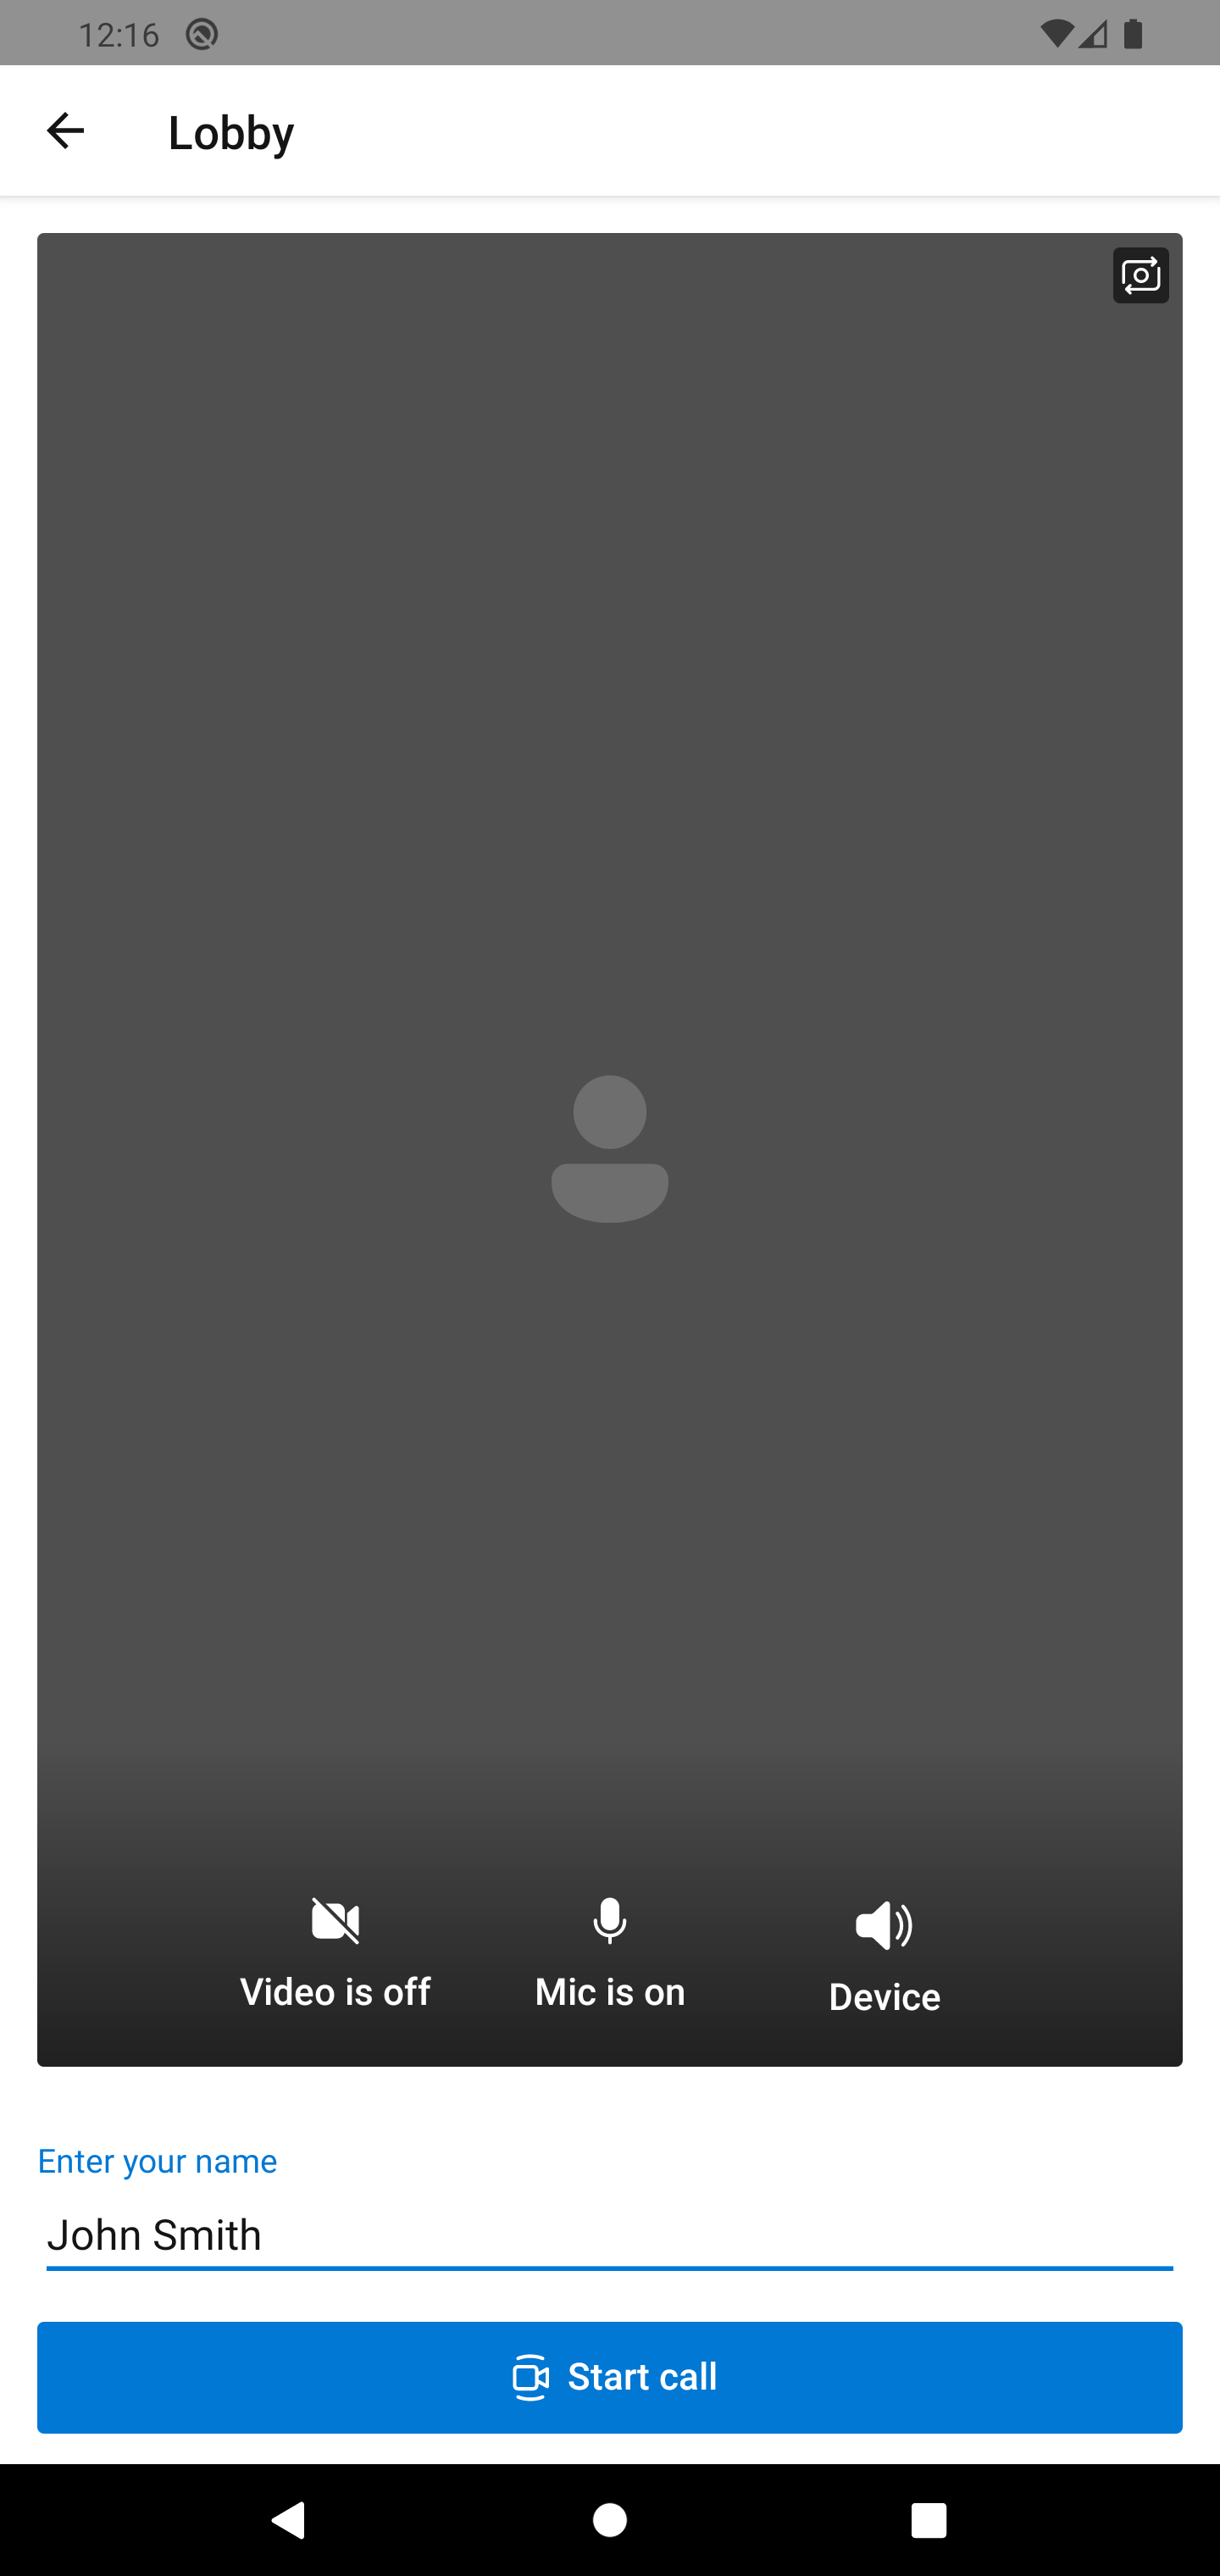 12:16
Lobby
Video is off
Mic is on
Device
Enter your name
John Smith
Start call